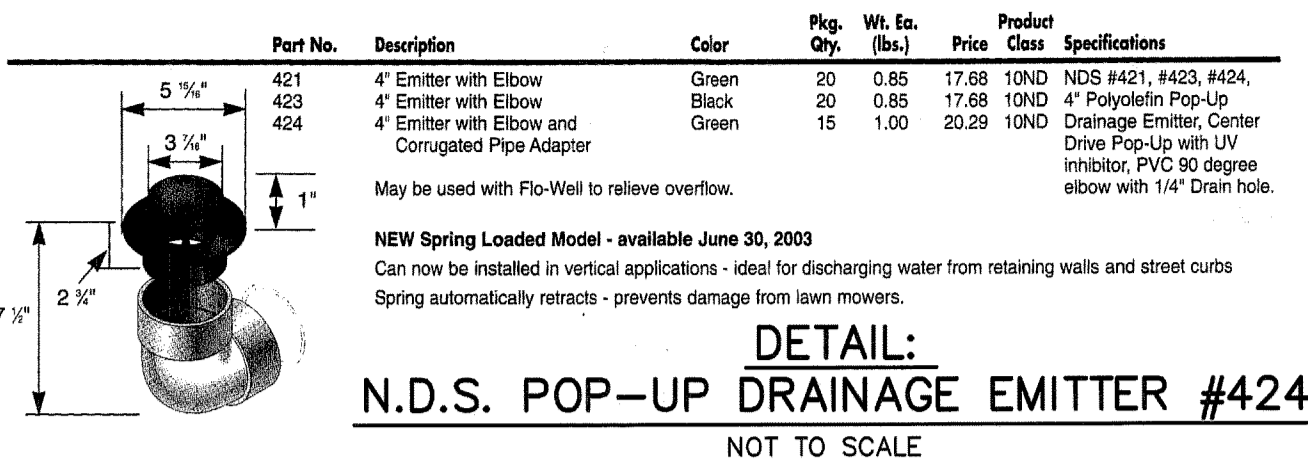 Part No. Description Color Pkg. Qty. Wt. Ea. (lbs.) Price Product Class Specifications
421 4" Emitter with Elbow Green 20 0.85 17.68 10ND NDS #421, #423, #424,
423 4" Emitter with Elbow Black 20 0.85 17.68 10ND 4" Polyolefin Pop-Up
424 4" Emitter with Elbow and Green 15 1.00 20.29 10ND Drainage Emitter, Center
Corrugated Pipe Adapter Drive Pop-Up with UV
inhibitor, PVC 90 degree
May be used with Flo-Well to relieve overflow. elbow with 1/4" Drain hole.
5 15/16"
3 7/16"
1"
2 3/4"
7 1/2"
NEW Spring Loaded Model - available June 30, 2003
Can now be installed in vertical applications - ideal for discharging water from retaining walls and street curbs
Spring automatically retracts - prevents damage from lawn mowers.
DETAIL:
N.D.S. POP-UP DRAINAGE EMITTER #424
NOT TO SCALE